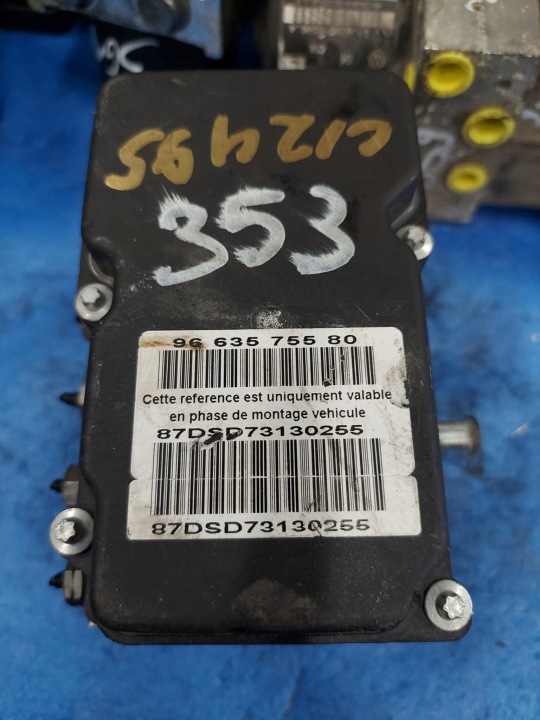 C12495
353
96 635 755 80
Cette reference est uniquement valable
en phase de montage vehicule
87DSD73130255
87DSD73130255